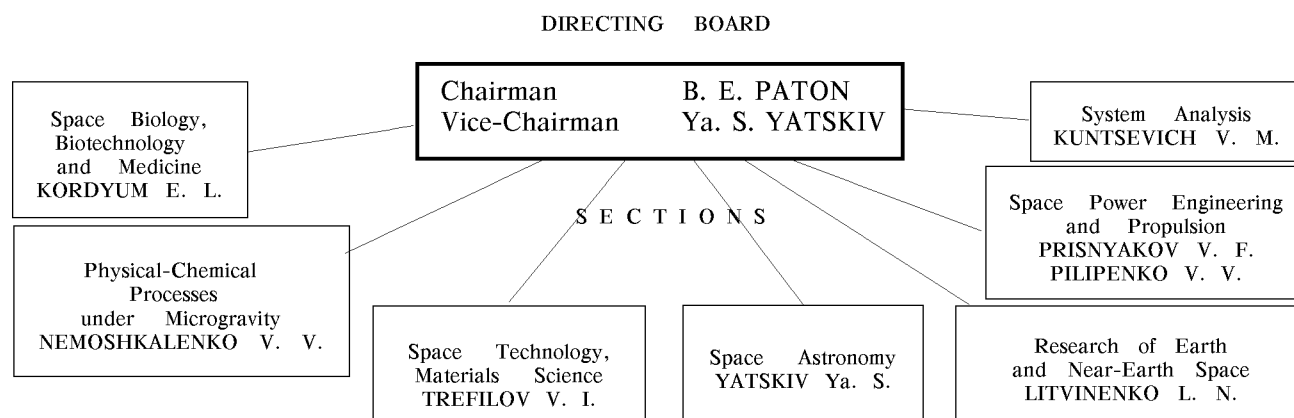 DIRECTING BOARD
Chairman B. E. PATON
Vice-Chairman Ya. S. YATSKIV
Space Biology,
Biotechnology
and Medicine
KORDYUM E. L.
System Analysis
KUNTSEVICH V. M.
SECTIONS
Space Power Engineering
and Propulsion
PRISNYAKOV V. F.
PILIPENKO V. V.
Physical-Chemical
Processes
under Microgravity
NEMOSHKALENKO V. V.
Space Technology,
Materials Science
TREFILOV V. I.
Space Astronomy
YATSKIV Ya. S.
Research of Earth
and Near-Earth Space
LITVINENKO L. N.